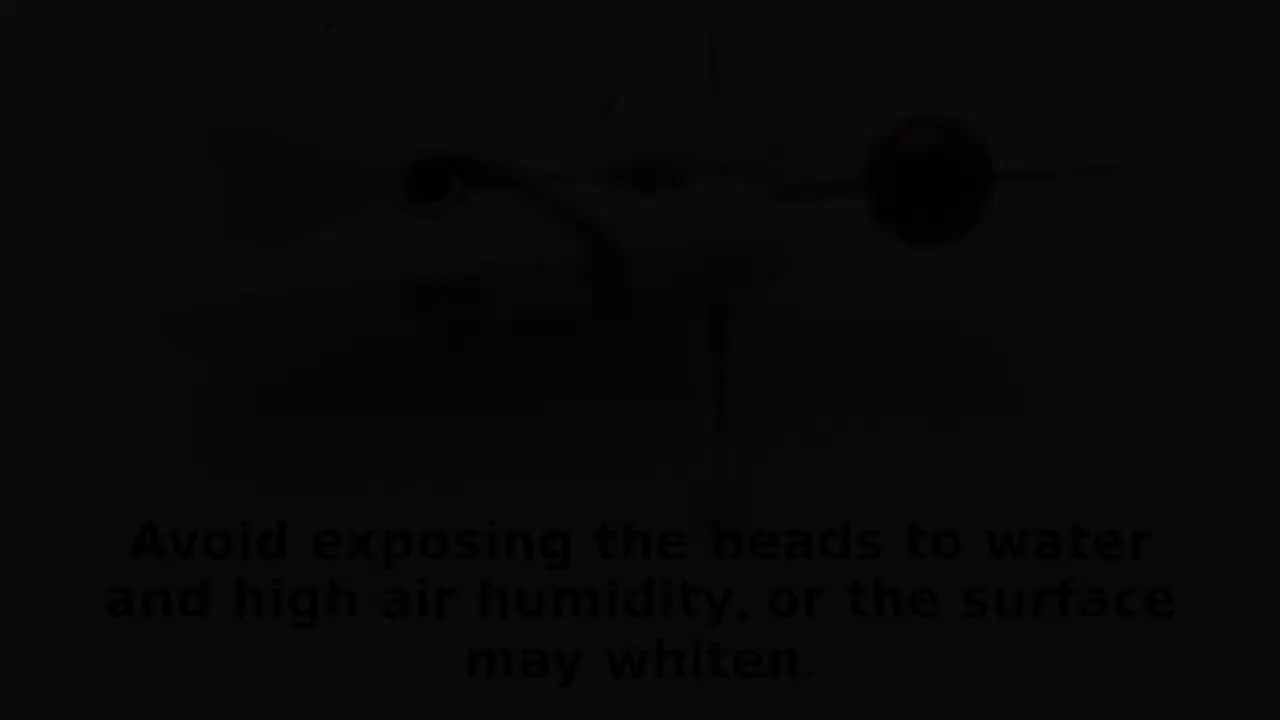 Avoid exposing the beads to water
and high air humidity, or the surface
may whiten.